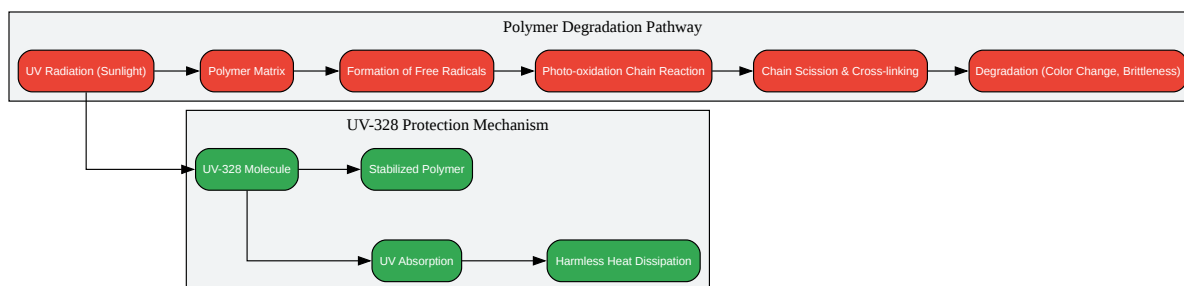 Polymer Degradation Pathway
UV Radiation (Sunlight)
Polymer Matrix
Formation of Free Radicals
Photo-oxidation Chain Reaction
Chain Scission & Cross-linking
Degradation (Color Change, Brittleness)
UV-328 Protection Mechanism
UV-328 Molecule
Stabilized Polymer
UV Absorption
Harmless Heat Dissipation